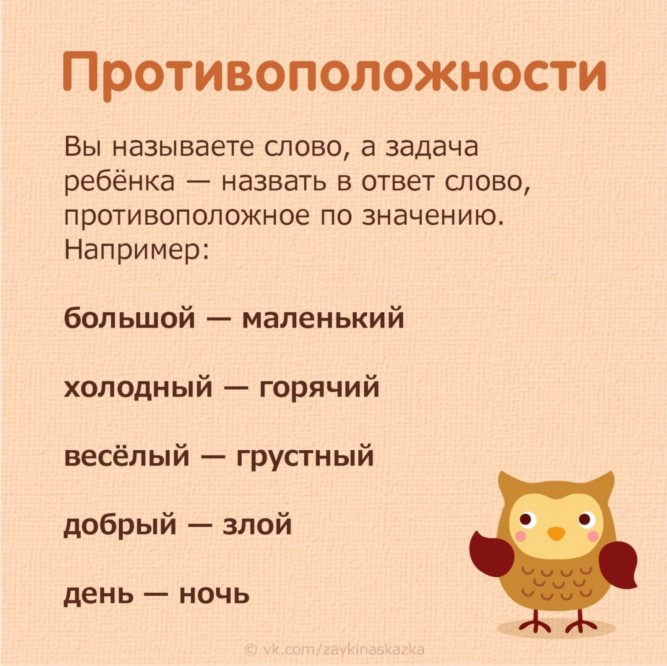 Противоположности
Вы называете слово, а задача
ребёнка — назвать в ответ слово,
противоположное по значению.
Например:
большой — маленький
холодный — горячий
весёлый — грустный
добрый — злой
день — ночь
© vk.com/zaykinaskazka